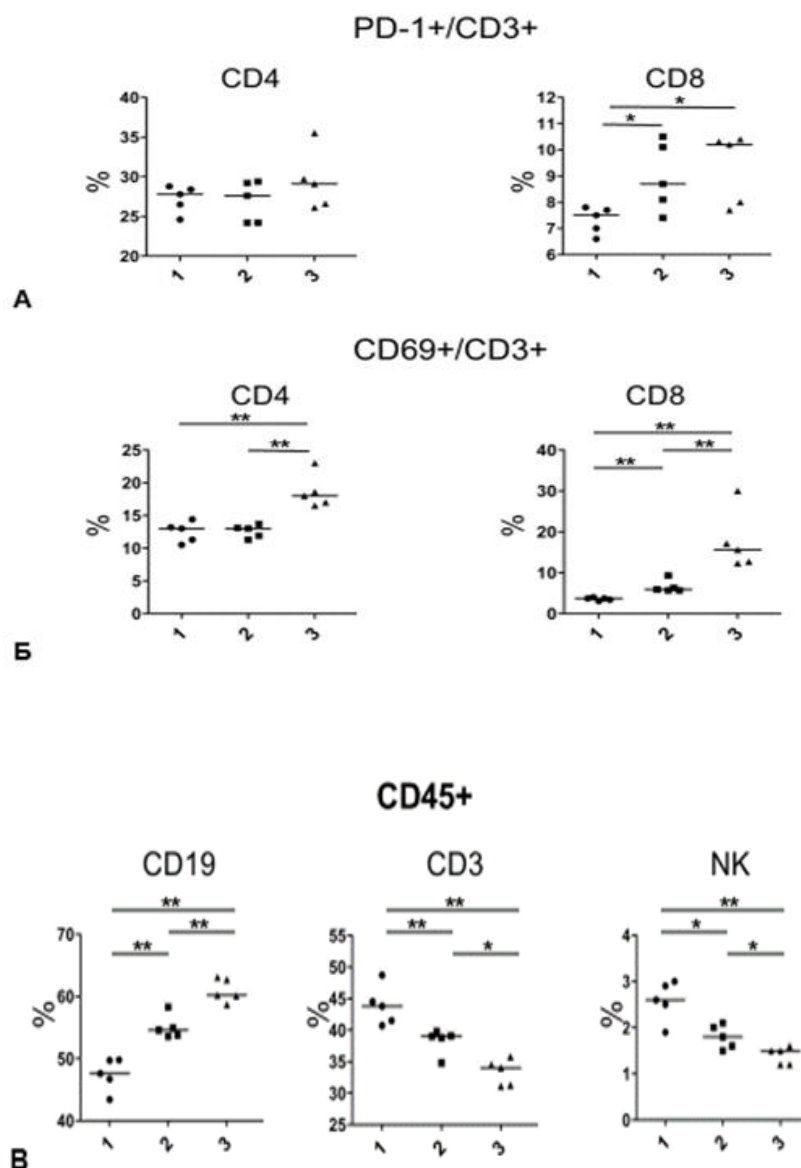 PD-1+/CD3+
CD4 CD8
* *
40 35 30 25 20
%
1 2 3
12 11 10 9 8 7 6
%
1 2 3
А
CD69+/CD3+
CD4 CD8
** **
** ** **
25 20 15 10 5 0
%
1 2 3
40 30 20 10 0
%
1 2 3
Б
CD45+
CD19 CD3 NK
** ** **
** ** ** * * *
70 60 50 40
%
1 2 3
55 50 45 40 35 30 25
%
1 2 3
4 3 2 1 0
%
1 2 3
В